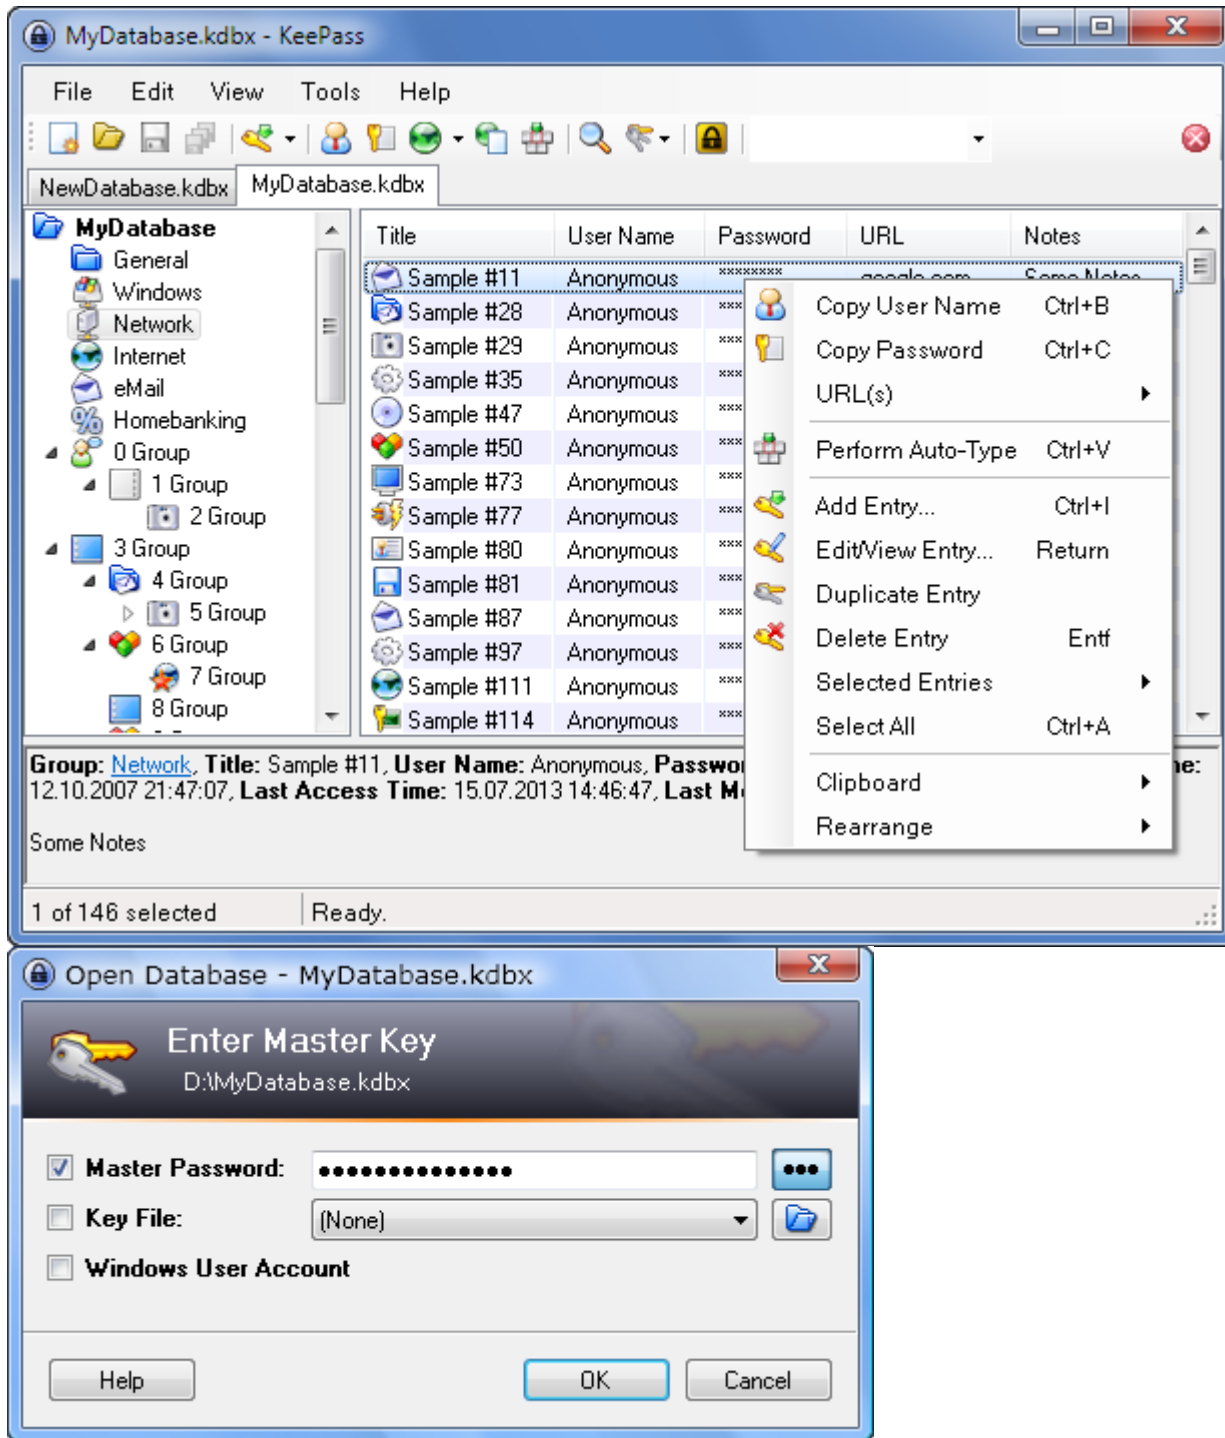 MyDatabase.kdbx - KeePass
File Edit View Tools Help
NewDatabase.kdbx MyDatabase.kdbx
MyDatabase
General
Windows
Network
Internet
eMail
Homebanking
0 Group
1 Group
2 Group
3 Group
4 Group
5 Group
6 Group
7 Group
8 Group
Title User Name Password URL Notes
Sample #11 Anonymous ******** google.com Some Notes
Sample #28 Anonymous ***
Sample #29 Anonymous ***
Sample #35 Anonymous ***
Sample #47 Anonymous ***
Sample #50 Anonymous ***
Sample #73 Anonymous ***
Sample #77 Anonymous ***
Sample #80 Anonymous ***
Sample #81 Anonymous ***
Sample #87 Anonymous ***
Sample #97 Anonymous ***
Sample #111 Anonymous ***
Sample #114 Anonymous ***
Copy User Name Ctrl+B
Copy Password Ctrl+C
URL(s)
Perform Auto-Type Ctrl+V
Add Entry... Ctrl+I
Edit/View Entry... Return
Duplicate Entry
Delete Entry Entf
Selected Entries
Select All Ctrl+A
Clipboard
Rearrange
Group: Network, Title: Sample #11, User Name: Anonymous,
12.10.2007 21:47:07, Last Access Time: 15.07.2013 14:46:47, Last
Some Notes
1 of 146 selected Ready.
Open Database - MyDatabase.kdbx
Enter Master Key
D:\MyDatabase.kdbx
Master Password: ●●●●●●●●●●●●●●
Key File: (None)
Windows User Account
Help OK Cancel